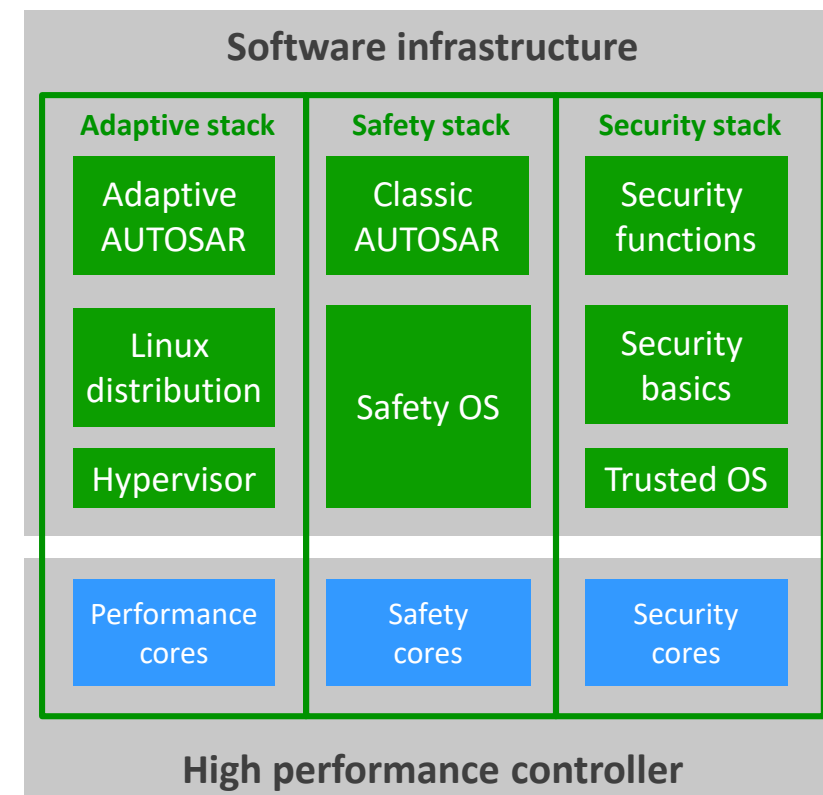 Software infrastructure
Adaptive stack
Safety stack
Security stack
Adaptive
AUTOSAR
Classic
AUTOSAR
Security
functions
Linux
distribution
Safety OS
Security
basics
Hypervisor
Trusted OS
Performance
cores
Safety
cores
Security
cores
High performance controller